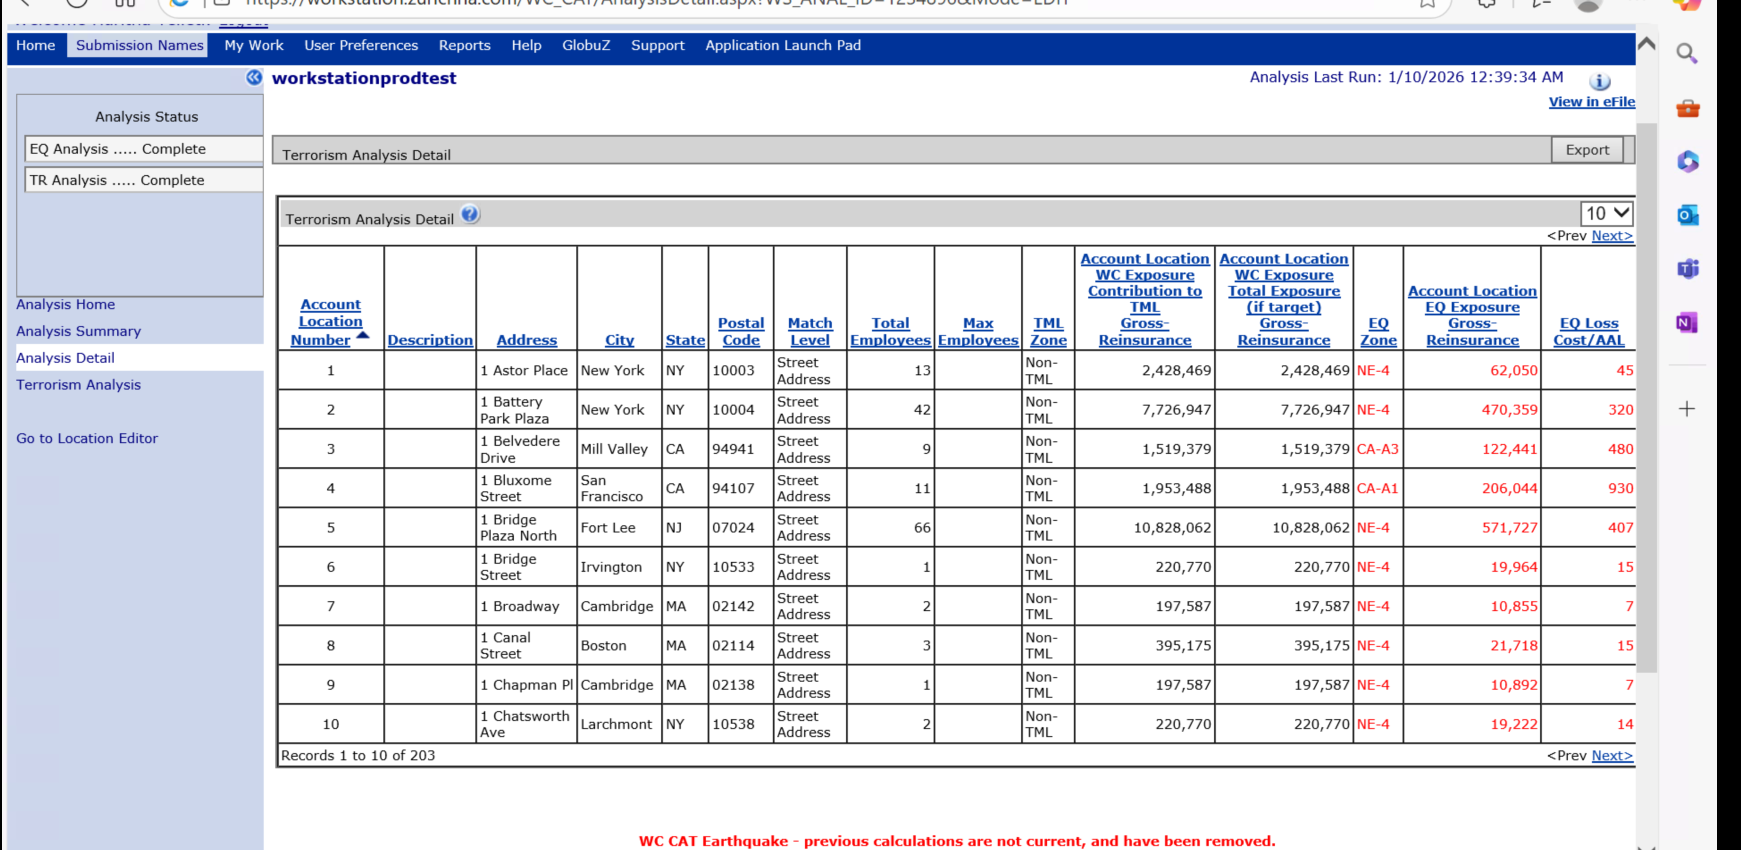 https://workstation.zurichna.com/WC_CAT/AnalysisDetail.aspx?WS_ANAL_ID=1234896&Mode=EDIT
Home Submission Names My Work User Preferences Reports Help GlobuZ Support Application Launch Pad
workstationprodtest
Analysis Last Run: 1/10/2026 12:39:34 AM
View in eFile
Analysis Status
EQ Analysis ..... Complete
TR Analysis ..... Complete
Analysis Home
Analysis Summary
Analysis Detail
Terrorism Analysis
Go to Location Editor
Terrorism Analysis Detail Export
Terrorism Analysis Detail 10
<Prev Next>
Account Location Number Description Address City State Postal Code Match Level Total Employees Max Employees TML Zone Account Location WC Exposure Contribution to TML Gross-Reinsurance Account Location WC Exposure Total Exposure (if target) Gross-Reinsurance EQ Zone Account Location EQ Exposure Gross-Reinsurance EQ Loss Cost/AAL
1 1 Astor Place New York NY 10003 Street Address 13 Non-TML 2,428,469 2,428,469 NE-4 62,050 45
2 1 Battery Park Plaza New York NY 10004 Street Address 42 Non-TML 7,726,947 7,726,947 NE-4 470,359 320
3 1 Belvedere Drive Mill Valley CA 94941 Street Address 9 Non-TML 1,519,379 1,519,379 CA-A3 122,441 480
4 1 Bluxome Street San Francisco CA 94107 Street Address 11 Non-TML 1,953,488 1,953,488 CA-A1 206,044 930
5 1 Bridge Plaza North Fort Lee NJ 07024 Street Address 66 Non-TML 10,828,062 10,828,062 NE-4 571,727 407
6 1 Bridge Street Irvington NY 10533 Street Address 1 Non-TML 220,770 220,770 NE-4 19,964 15
7 1 Broadway Cambridge MA 02142 Street Address 2 Non-TML 197,587 197,587 NE-4 10,855 7
8 1 Canal Street Boston MA 02114 Street Address 3 Non-TML 395,175 395,175 NE-4 21,718 15
9 1 Chapman Pl Cambridge MA 02138 Street Address 1 Non-TML 197,587 197,587 NE-4 10,892 7
10 1 Chatsworth Ave Larchmont NY 10538 Street Address 2 Non-TML 220,770 220,770 NE-4 19,222 14
Records 1 to 10 of 203 <Prev Next>
WC CAT Earthquake - previous calculations are not current, and have been removed.